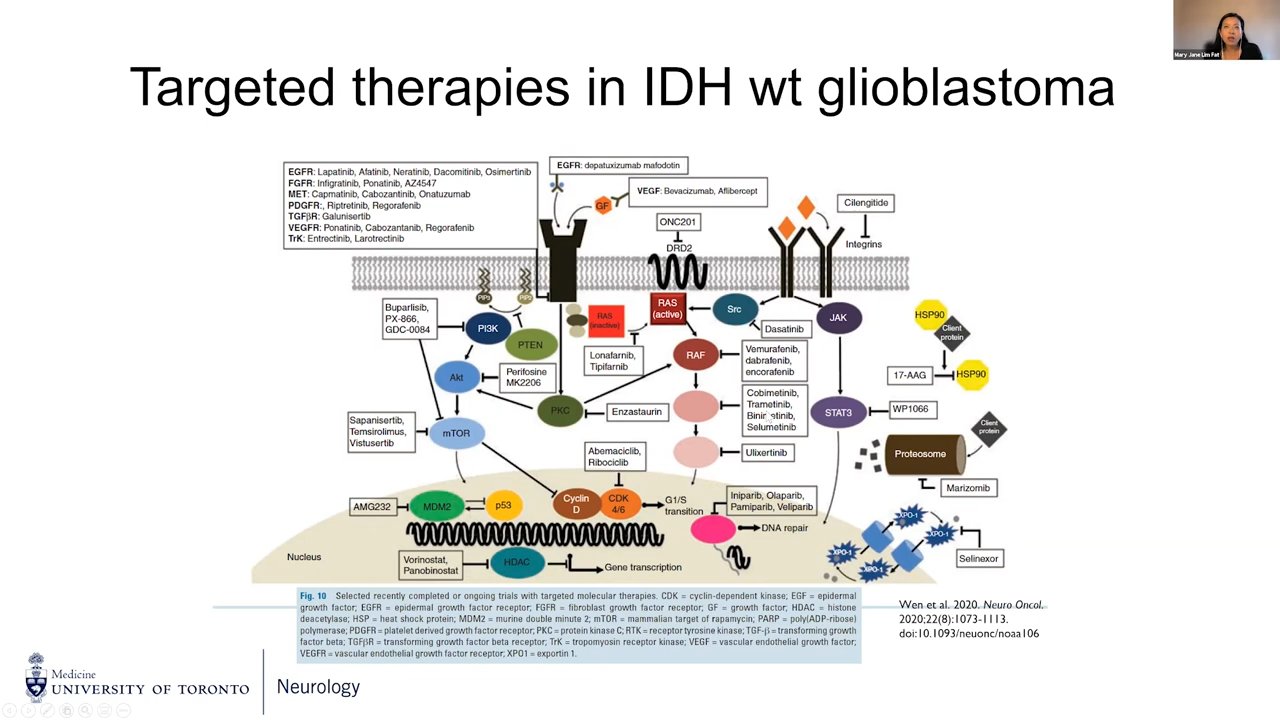 Mary Jane Lim Fat
Targeted therapies in IDH wt glioblastoma
EGFR: Lapatinib, Afatinib, Neratinib, Dacomitinib, Osimertinib
FGFR: Infigratinib, Ponatinib, AZ4547
MET: Capmatinib, Cabozantinib, Onatuzumab
PDGFR:, Riptretinib, Regorafenib
TGFβR: Galunisertib
VEGFR: Ponatinib, Cabozantanib, Regorafenib
TrK: Entrectinib, Larotrectinib
EGFR: depatuzizumab mafodotin
GF
VEGF: Bevacizumab, Aflibercept
ONC201
DRD2
Cilengitide
Integrins
PIP3
PIP2
Buparlisib,
PX-866,
GDC-0084
PI3K
PTEN
RAS
(inactive)
RAS
(active)
Src
JAK
Dasatinib
HSP90
Client
protein
Lonafarnib,
Tipifarnib
RAF
Vemurafenib,
dabrafenib,
encorafenib
17-AAG
HSP90
Akt
Perifosine
MK2206
PKC
Enzastaurin
Cobimetinib,
Trametinib,
Binimetinib,
Selumetinib
STAT3
WP1066
Sapanisertib,
Temsirolimus,
Vistusertib
mTOR
Abemaciclib,
Ribociclib
Ulixertinib
Client
protein
Proteosome
Marizomib
AMG232
MDM2
p53
Cyclin
D
CDK
4/6
G1/S
transition
Iniparib, Olaparib,
Pamiparib, Veliparib
DNA repair
XPO-1
XPO-1
XPO-1
XPO-1
Selinexor
Nucleus
Vorinostat,
Panobinostat
HDAC
Gene transcription
Fig. 10 Selected recently completed or ongoing trials with targeted molecular therapies. CDK = cyclin-dependent kinase; EGF = epidermal
growth factor; EGFR = epidermal growth factor receptor; FGFR = fibroblast growth factor receptor; GF = growth factor; HDAC = histone
deacetylase; HSP = heat shock protein; MDM2 = murine double minute 2; mTOR = mammalian target of rapamycin; PARP = poly(ADP-ribose)
polymerase; PDGFR = platelet derived growth factor receptor; PKC = protein kinase C; RTK = receptor tyrosine kinase; TGF-β = transforming growth
factor beta; TGFβR = transforming growth factor beta receptor; TrK = tropomyosin receptor kinase; VEGF = vascular endothelial growth factor;
VEGFR = vascular endothelial growth factor receptor; XPO1 = exportin 1.
Wen et al. 2020. Neuro Oncol.
2020;22(8):1073-1113.
doi:10.1093/neuonc/noaa106
Medicine
UNIVERSITY OF TORONTO
Neurology